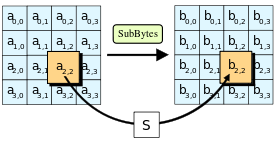 a0,0 a0,1 a0,2 a0,3
a1,0 a1,1 a1,2 a1,3
a2,0 a2,1 a2,2 a2,3
a3,0 a3,1 a3,2 a3,3
SubBytes
b0,0 b0,1 b0,2 b0,3
b1,0 b1,1 b1,2 b1,3
b2,0 b2,1 b2,2 b2,3
b3,0 b3,1 b3,2 b3,3
S